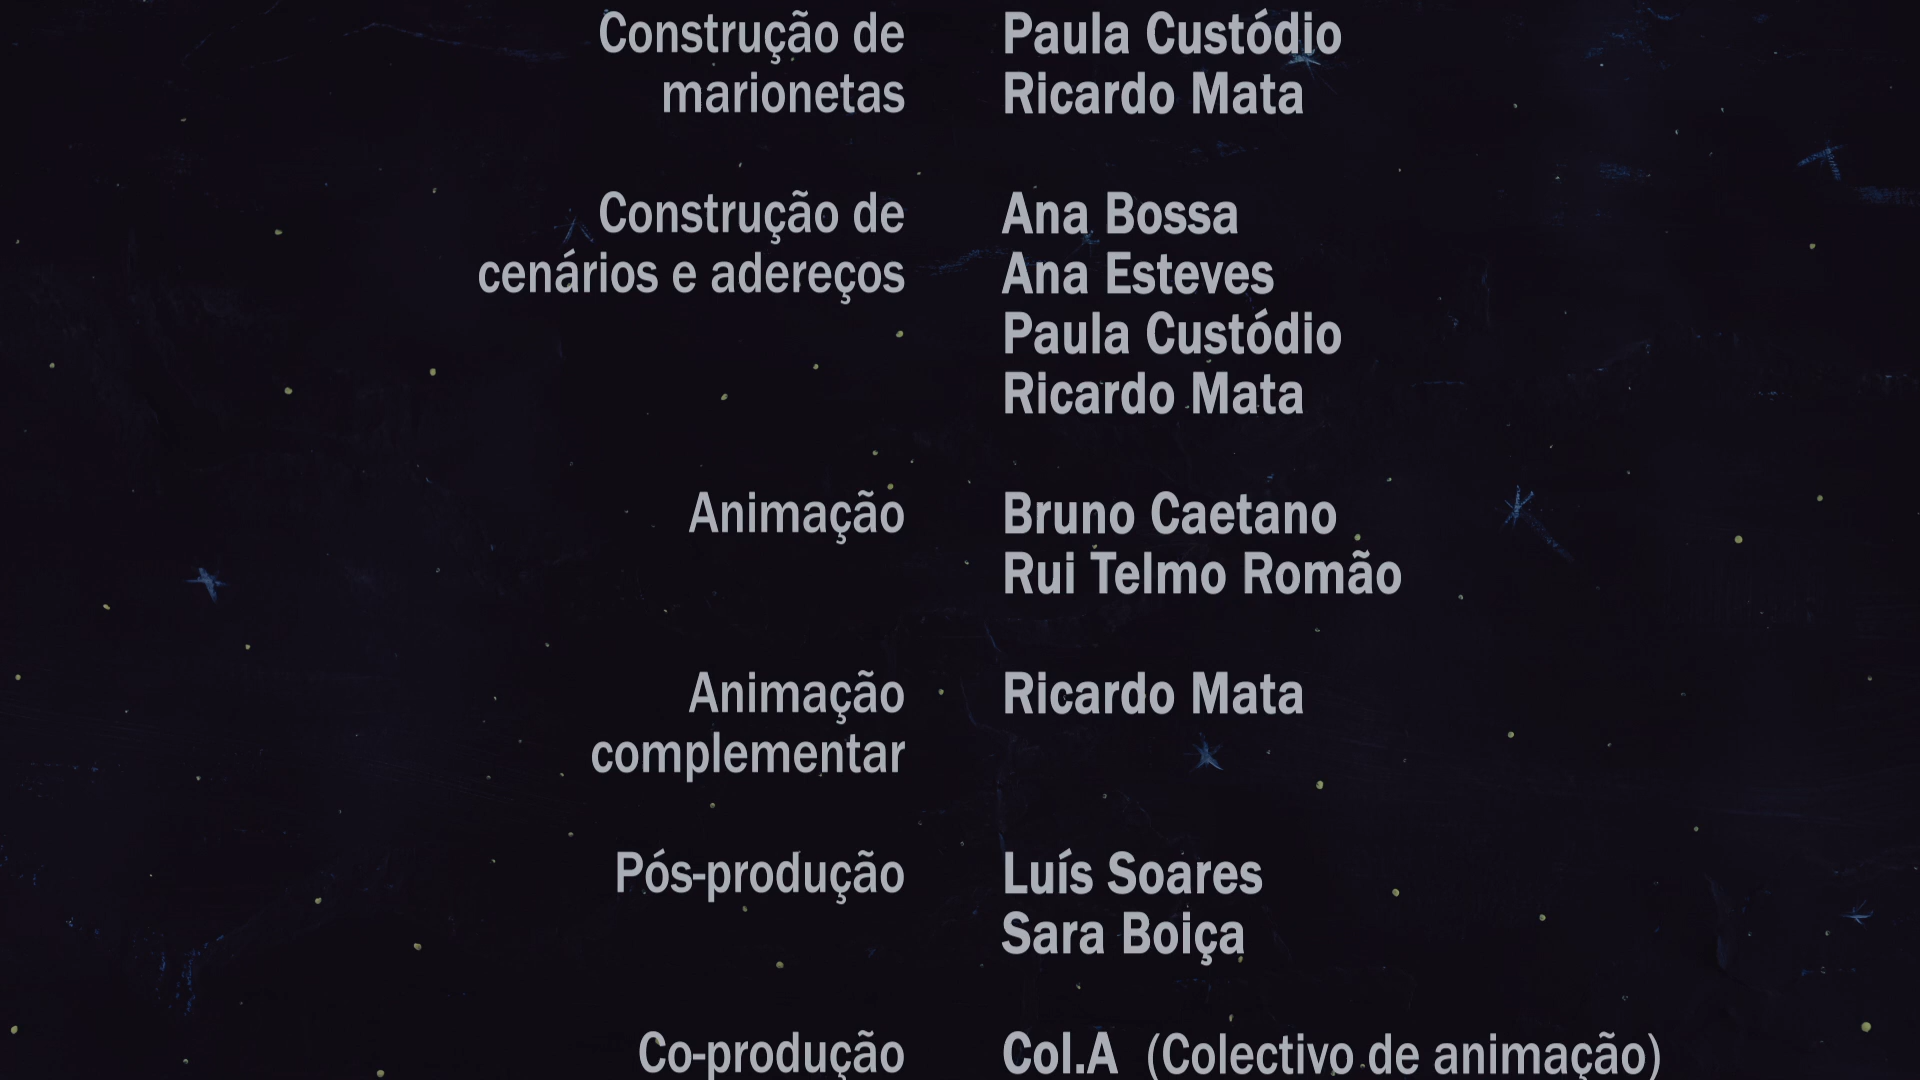 Construção de Paula Custódio
marionetas Ricardo Mata
Construção de Ana Bossa
cenários e adereços Ana Esteves
Paula Custódio
Ricardo Mata
Animação Bruno Caetano
Rui Telmo Romão
Animação Ricardo Mata
complementar
Pós-produção Luís Soares
Sara Boiça
Co-produção Col.A (Colectivo de animação)